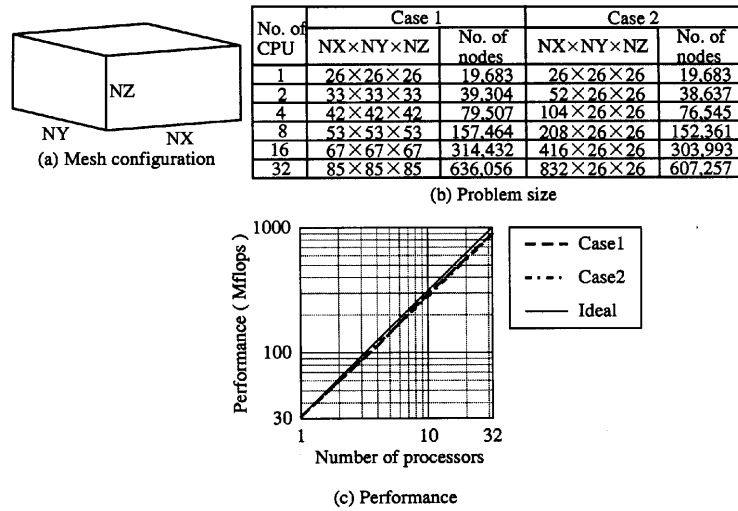 NZ
NY
NX
(a) Mesh configuration
No. of CPU | Case 1 | Case 2
NX×NY×NZ | No. of nodes | NX×NY×NZ | No. of nodes
1 | 26×26×26 | 19,683 | 26×26×26 | 19,683
2 | 33×33×33 | 39,304 | 52×26×26 | 38,637
4 | 42×42×42 | 79,507 | 104×26×26 | 76,545
8 | 53×53×53 | 157,464 | 208×26×26 | 152,361
16 | 67×67×67 | 314,432 | 416×26×26 | 303,993
32 | 85×85×85 | 636,056 | 832×26×26 | 607,257
(b) Problem size
Performance ( Mflops )
1000
100
30
1 10 32
Number of processors
Case1
Case2
Ideal
(c) Performance